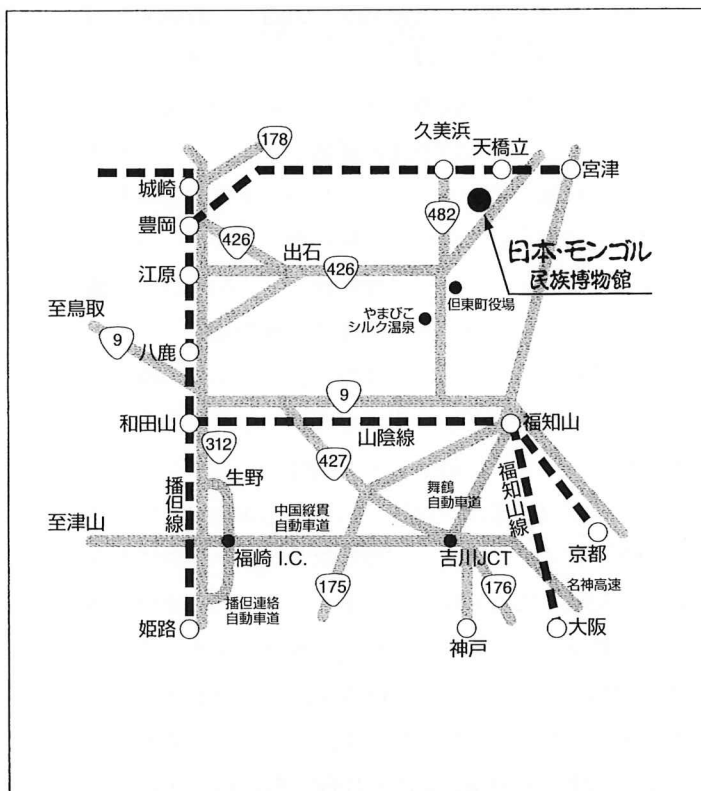 久美浜
天橋立
宮津
178
城崎
豊岡
482
426
出石
426
日本・モンゴル
民族博物館
江原
至鳥取
やまびこ
シルク温泉
但東町役場
9
八鹿
9
和田山
山陰線
福知山
312
427
生野
播但線
舞鶴
自動車道
福知山線
中国縦貫
自動車道
至津山
福崎 I.C.
吉川JCT
京都
175
176
名神高速
播但連絡
自動車道
姫路
神戸
大阪